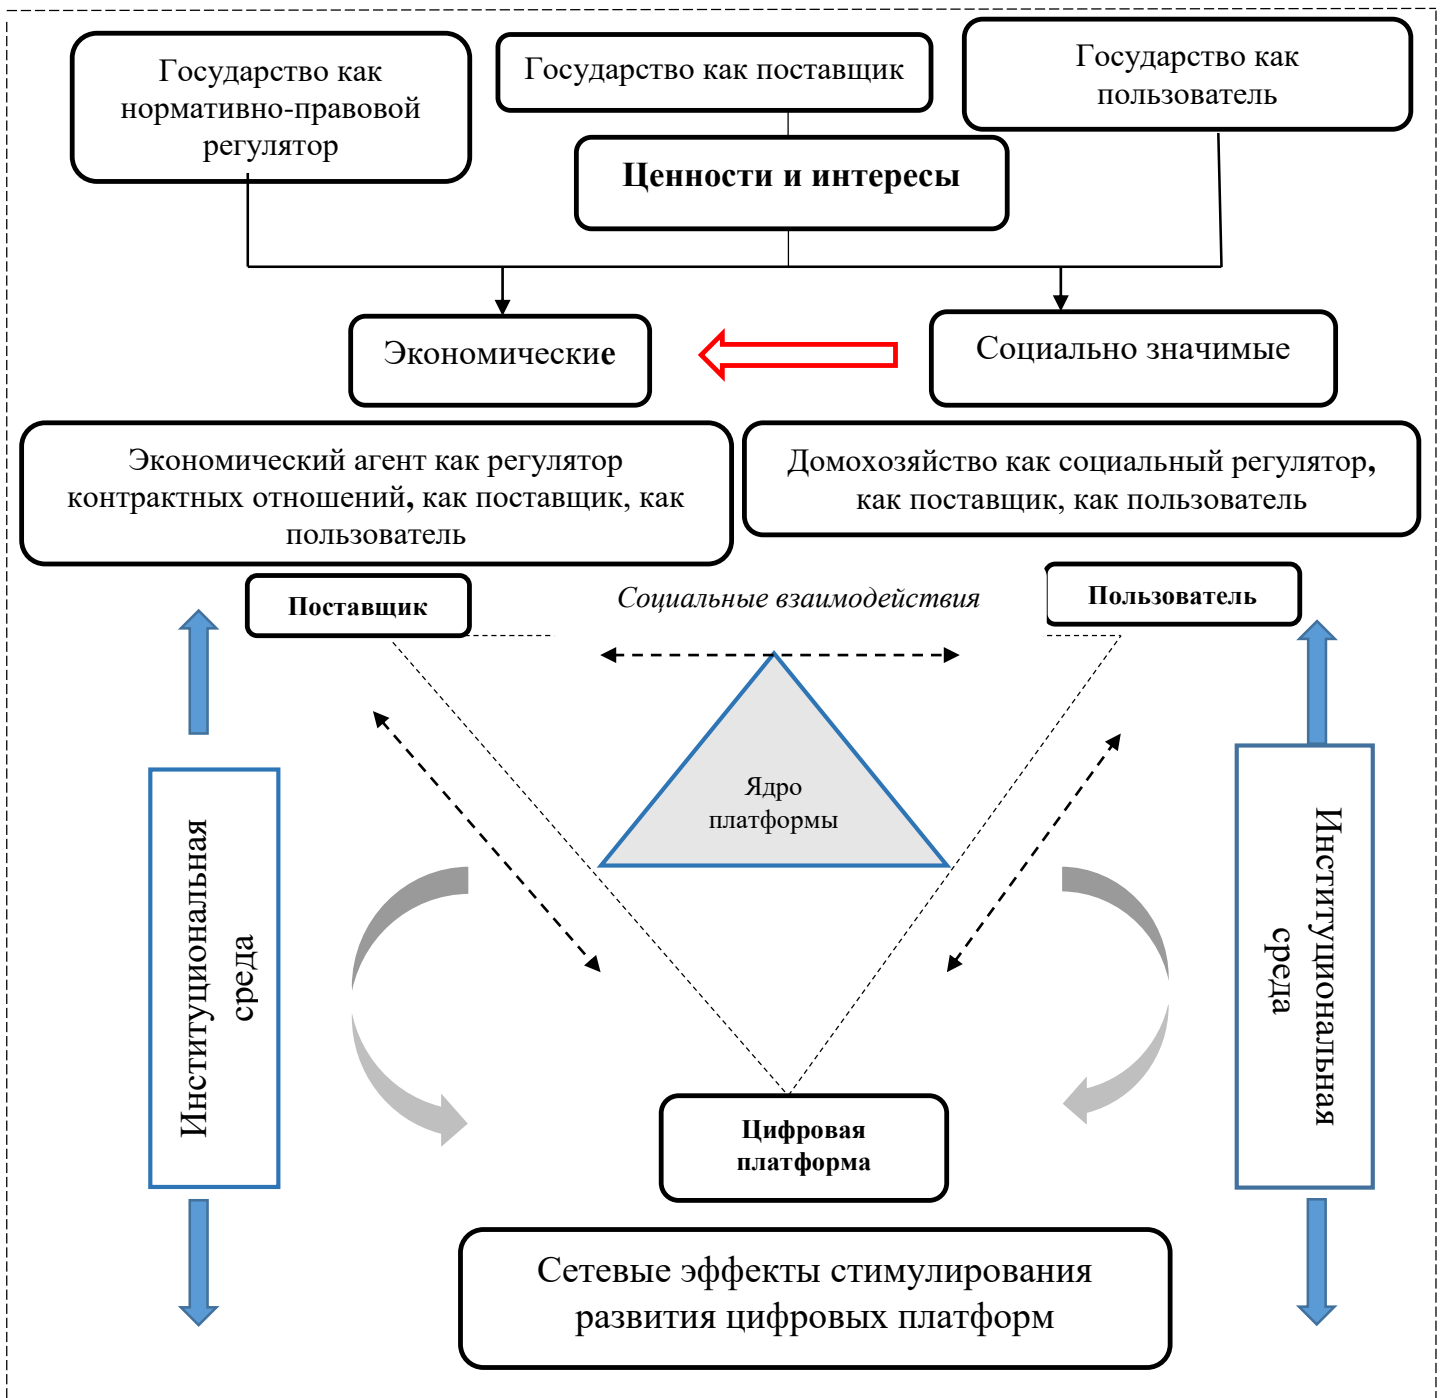 Государство как
нормативно-правовой
регулятор
Государство как поставщик
Государство как
пользователь
Ценности и интересы
Экономические
Социально значимые
Экономический агент как регулятор
контрактных отношений, как поставщик, как
пользователь
Домохозяйство как социальный регулятор,
как поставщик, как пользователь
Поставщик
Социальные взаимодействия
Пользователь
Ядро
платформы
Институциональная
среда
Институциональная
среда
Цифровая
платформа
Сетевые эффекты стимулирования
развития цифровых платформ